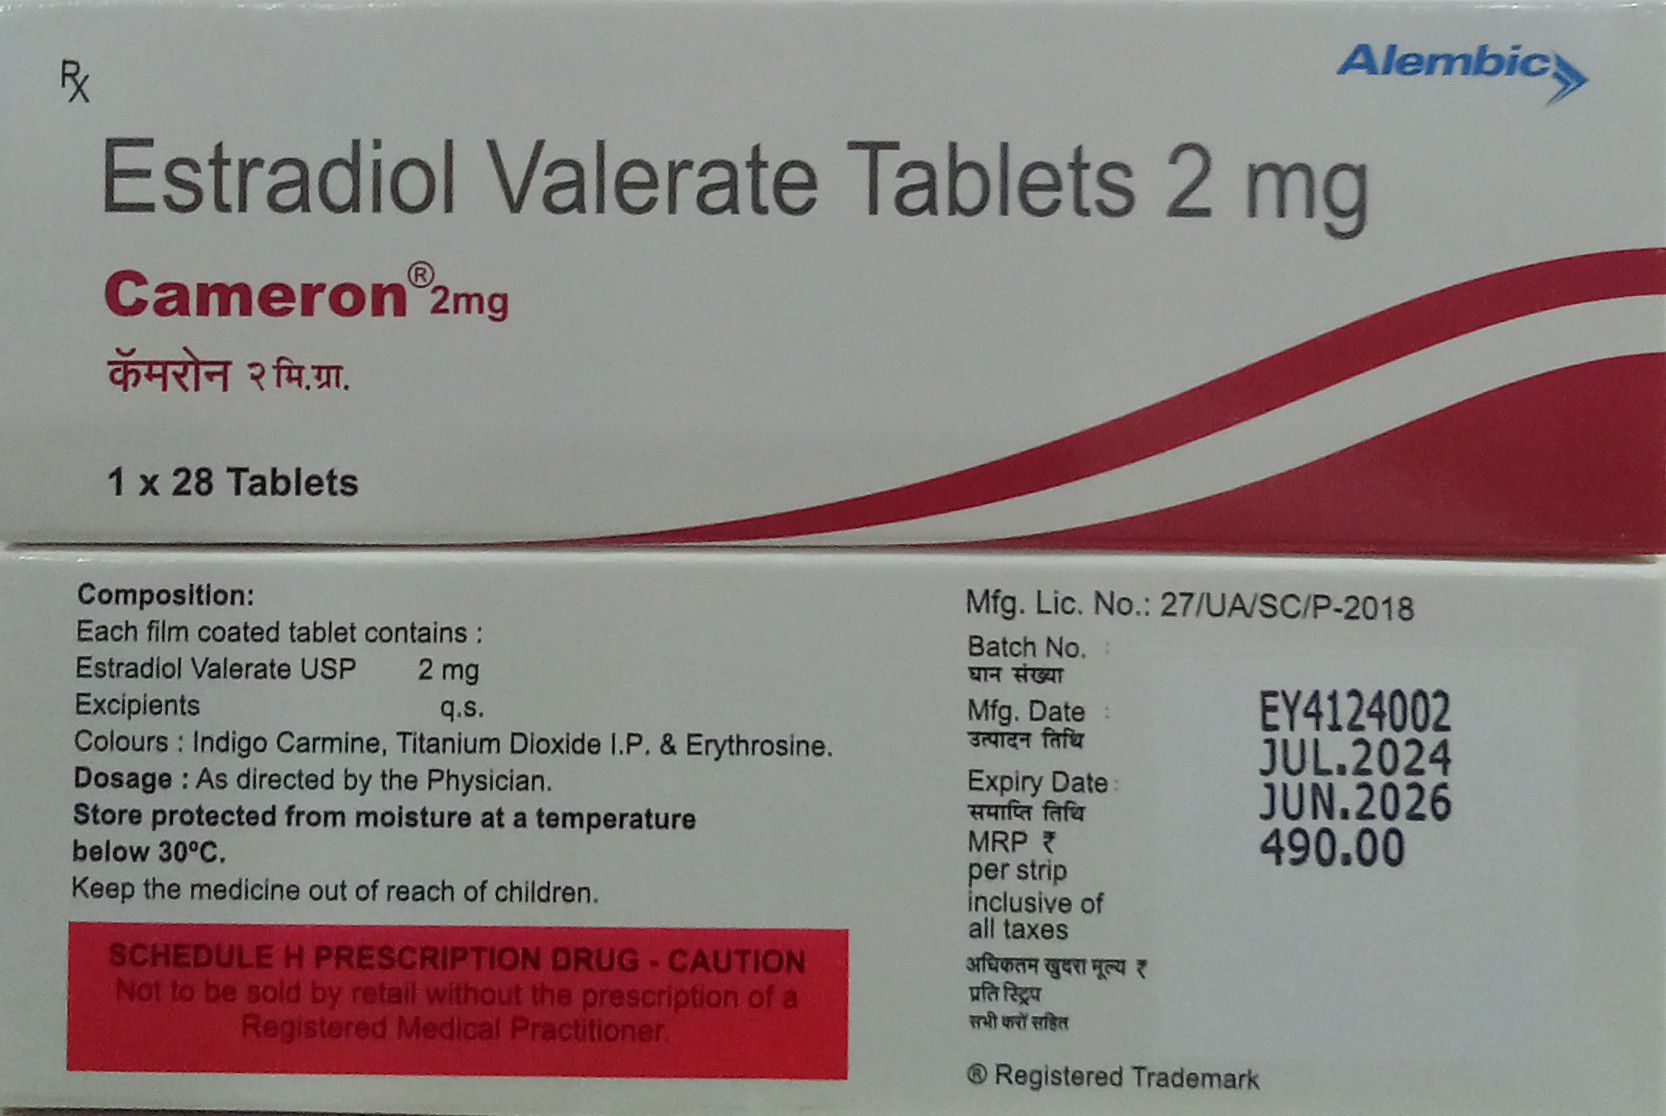 Rx
Alembic
Estradiol Valerate Tablets 2 mg
Cameron® 2mg
कॅमरोन २ मि.ग्रा.
1 x 28 Tablets
Composition:
Each film coated tablet contains :
Estradiol Valerate USP 2 mg
Excipients q.s.
Colours : Indigo Carmine, Titanium Dioxide I.P. & Erythrosine.
Dosage : As directed by the Physician.
Store protected from moisture at a temperature
below 30ºC.
Keep the medicine out of reach of children.
SCHEDULE H PRESCRIPTION DRUG - CAUTION
Not to be sold by retail without the prescription of a
Registered Medical Practitioner.
Mfg. Lic. No.: 27/UA/SC/P-2018
Batch No. :
घान संख्या
Mfg. Date :
उत्पादन तिथि
Expiry Date :
समाप्ति तिथि
MRP ₹
per strip
inclusive of
all taxes
अधिकतम खुदरा मूल्य ₹
प्रति स्ट्रिप
सभी करों सहित
EY4124002
JUL.2024
JUN.2026
490.00
® Registered Trademark